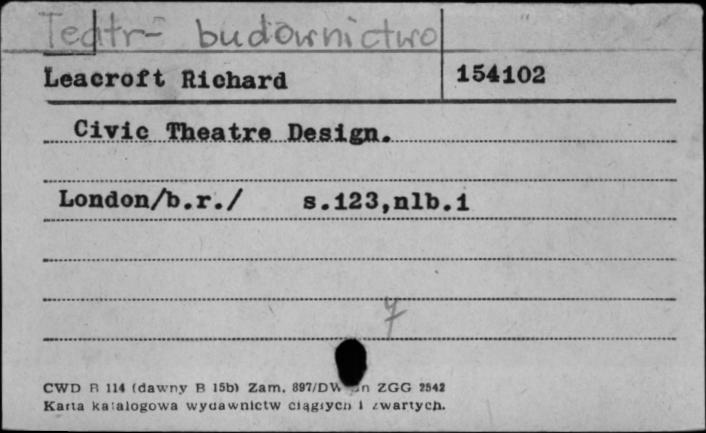 Teatr- budownictwo
Leacroft Richard 154102
Civic Theatre Design.
London/b.r./ s.123,nlb.1
7
CWD B 114 (dawny B 15b) Zam. 897/DW ZGG 2542
Karta katalogowa wydawnictw ciągłych i zwartych.